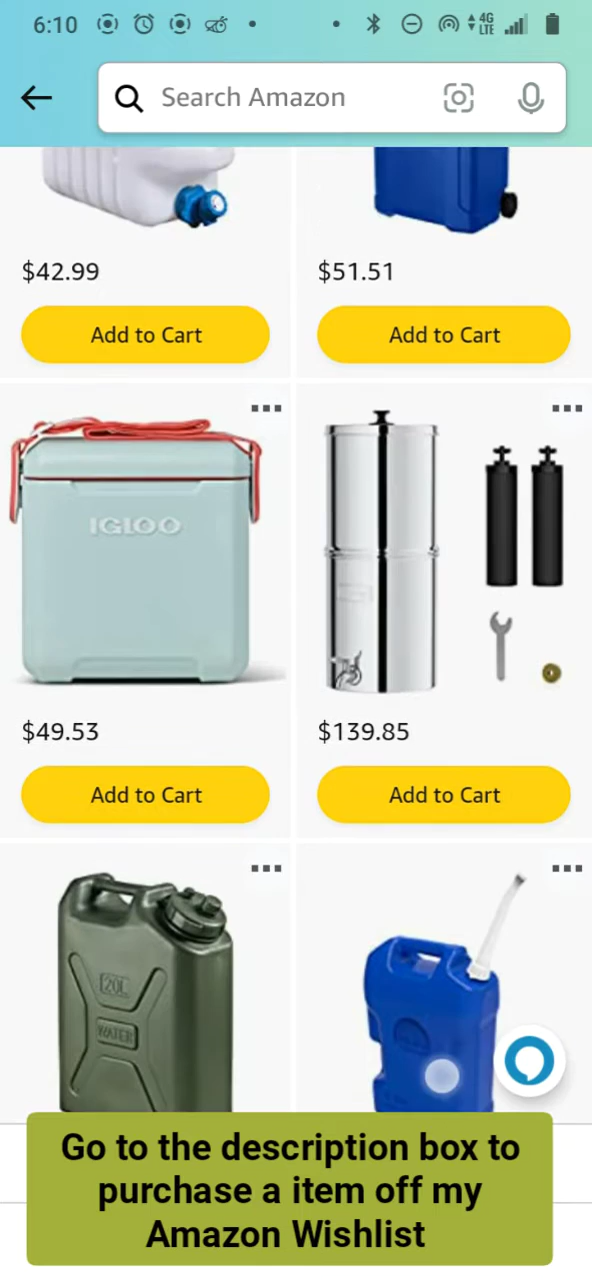 6:10
4G
LTE
Search Amazon
$42.99
$51.51
Add to Cart
Add to Cart
IGLOO
$49.53
$139.85
Add to Cart
Add to Cart
20L
WATER
Go to the description box to
purchase a item off my
Amazon Wishlist